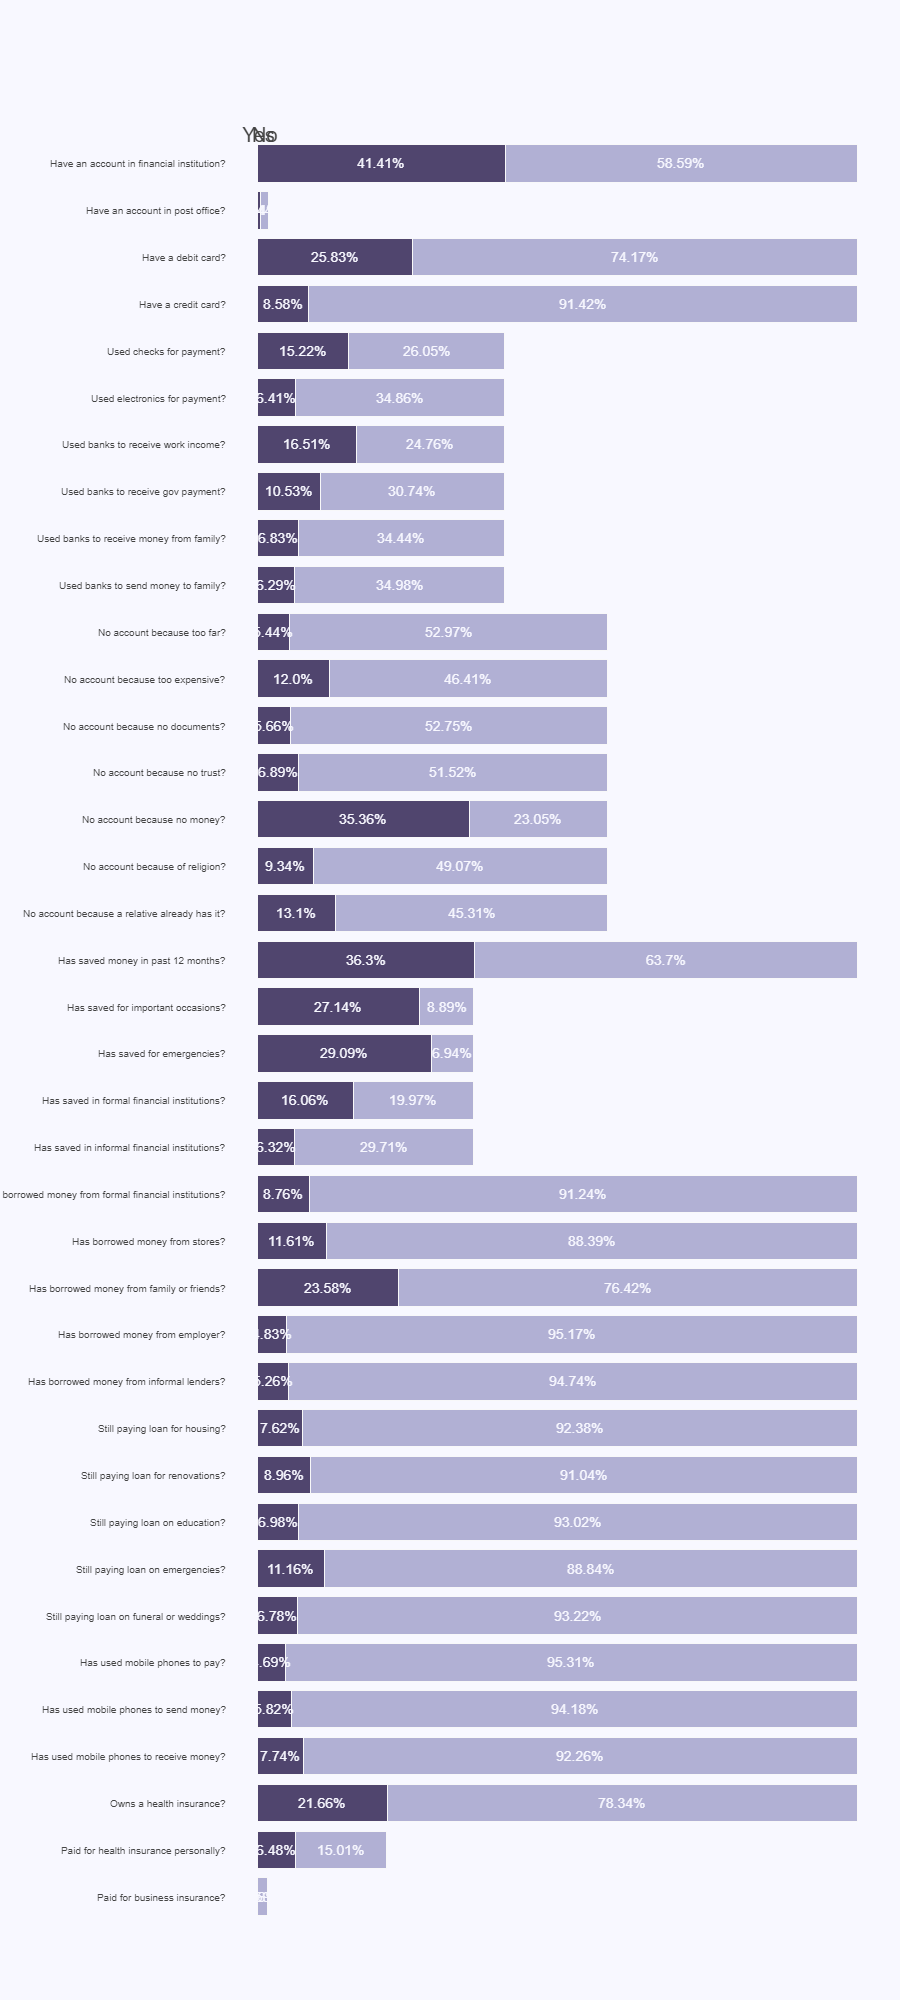 Yes No
Have an account in financial institution? 41.41% 58.59%
Have an account in post office?
Have a debit card? 25.83% 74.17%
Have a credit card? 8.58% 91.42%
Used checks for payment? 15.22% 26.05%
Used electronics for payment? 6.41% 34.86%
Used banks to receive work income? 16.51% 24.76%
Used banks to receive gov payment? 10.53% 30.74%
Used banks to receive money from family? 6.83% 34.44%
Used banks to send money to family? 6.29% 34.98%
No account because too far? 5.44% 52.97%
No account because too expensive? 12.0% 46.41%
No account because no documents? 5.66% 52.75%
No account because no trust? 6.89% 51.52%
No account because no money? 35.36% 23.05%
No account because of religion? 9.34% 49.07%
No account because a relative already has it? 13.1% 45.31%
Has saved money in past 12 months? 36.3% 63.7%
Has saved for important occasions? 27.14% 8.89%
Has saved for emergencies? 29.09% 6.94%
Has saved in formal financial institutions? 16.06% 19.97%
Has saved in informal financial institutions? 6.32% 29.71%
borrowed money from formal financial institutions? 8.76% 91.24%
Has borrowed money from stores? 11.61% 88.39%
Has borrowed money from family or friends? 23.58% 76.42%
Has borrowed money from employer? .83% 95.17%
Has borrowed money from informal lenders? 5.26% 94.74%
Still paying loan for housing? 7.62% 92.38%
Still paying loan for renovations? 8.96% 91.04%
Still paying loan on education? 6.98% 93.02%
Still paying loan on emergencies? 11.16% 88.84%
Still paying loan on funeral or weddings? 6.78% 93.22%
Has used mobile phones to pay? .69% 95.31%
Has used mobile phones to send money? 5.82% 94.18%
Has used mobile phones to receive money? 7.74% 92.26%
Owns a health insurance? 21.66% 78.34%
Paid for health insurance personally? 6.48% 15.01%
Paid for business insurance?